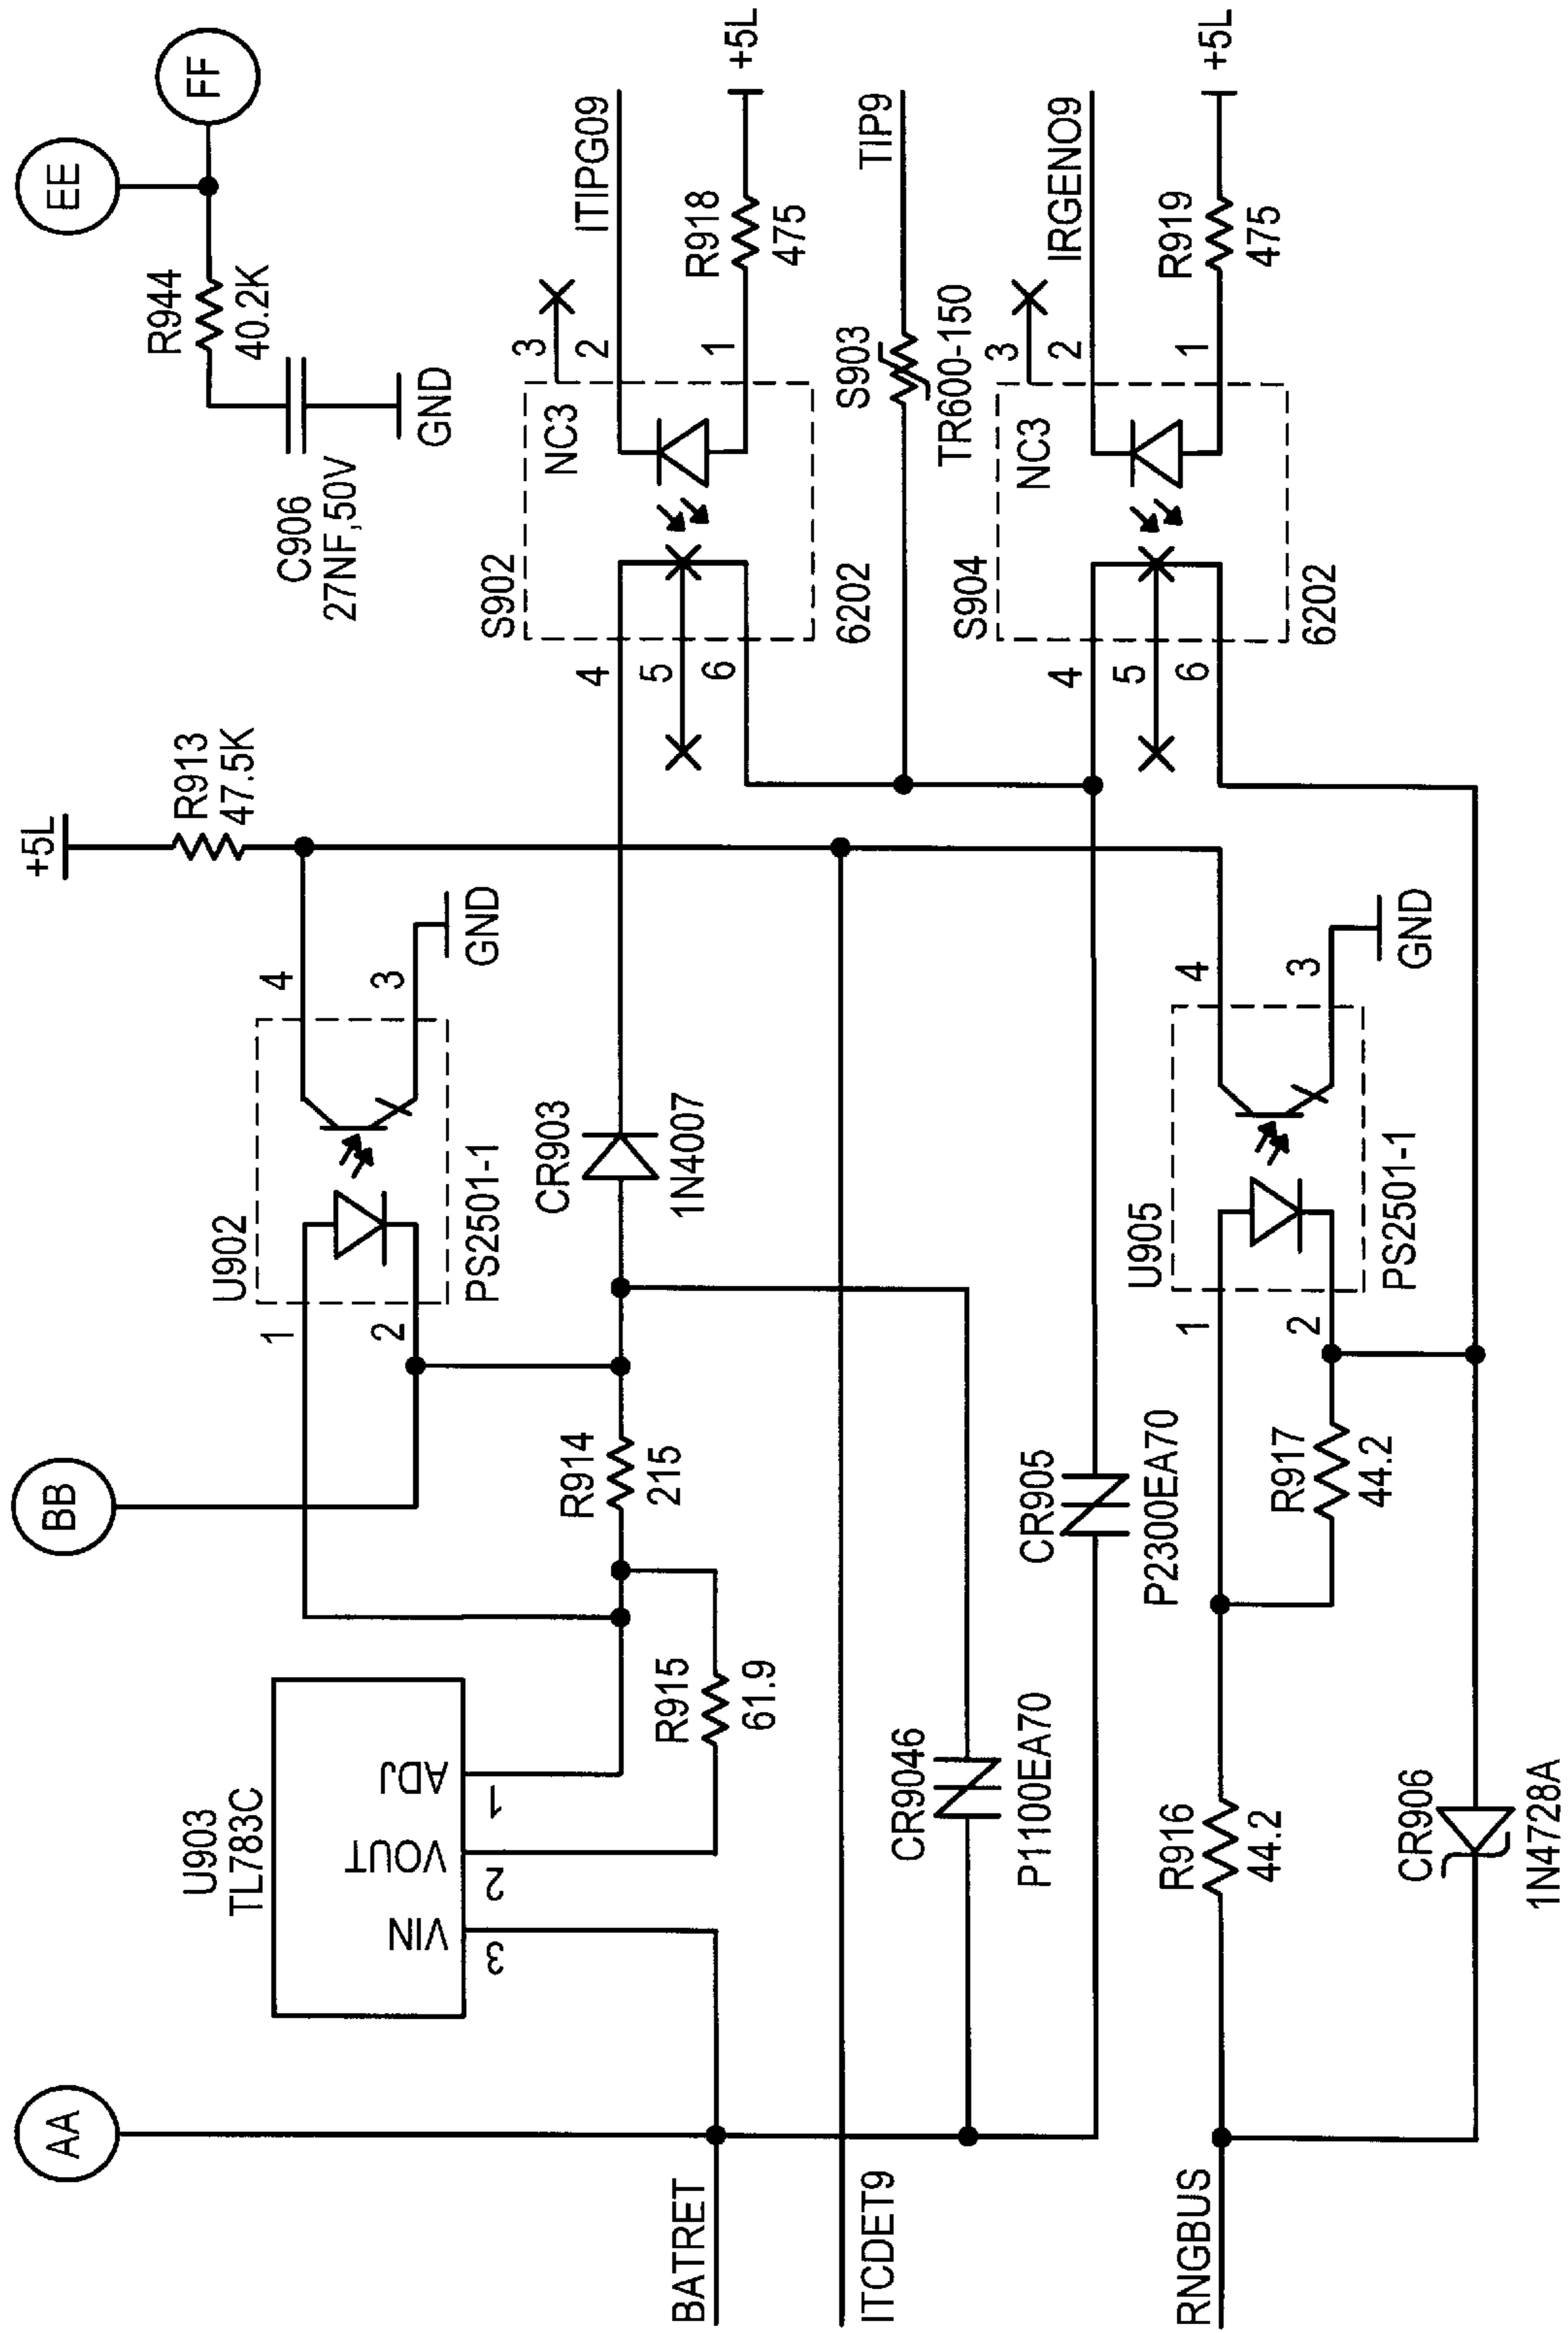 AA
BB
EE
FF
+5L
R913
47.5K
R944
40.2K
C906
27NF,50V
GND
U903
TL783C
VIN
VOUT
ADJ
3
2
1
U902
1
2
4
3
PS2501-1
GND
R914
215
R915
61.9
CR903
1N4007
S902
NC3
3
2
1
4
5
6
6202
ITIPG09
R918
475
+5L
BATRET
ITCDET9
CR9046
P1100EA70
CR905
P2300EA70
S903
TR600-150
TIP9
S904
NC3
3
2
1
4
5
6
6202
IRGENO9
R919
475
+5L
RNGBUS
R916
44.2
R917
44.2
U905
1
2
4
3
PS2501-1
GND
CR906
1N4728A